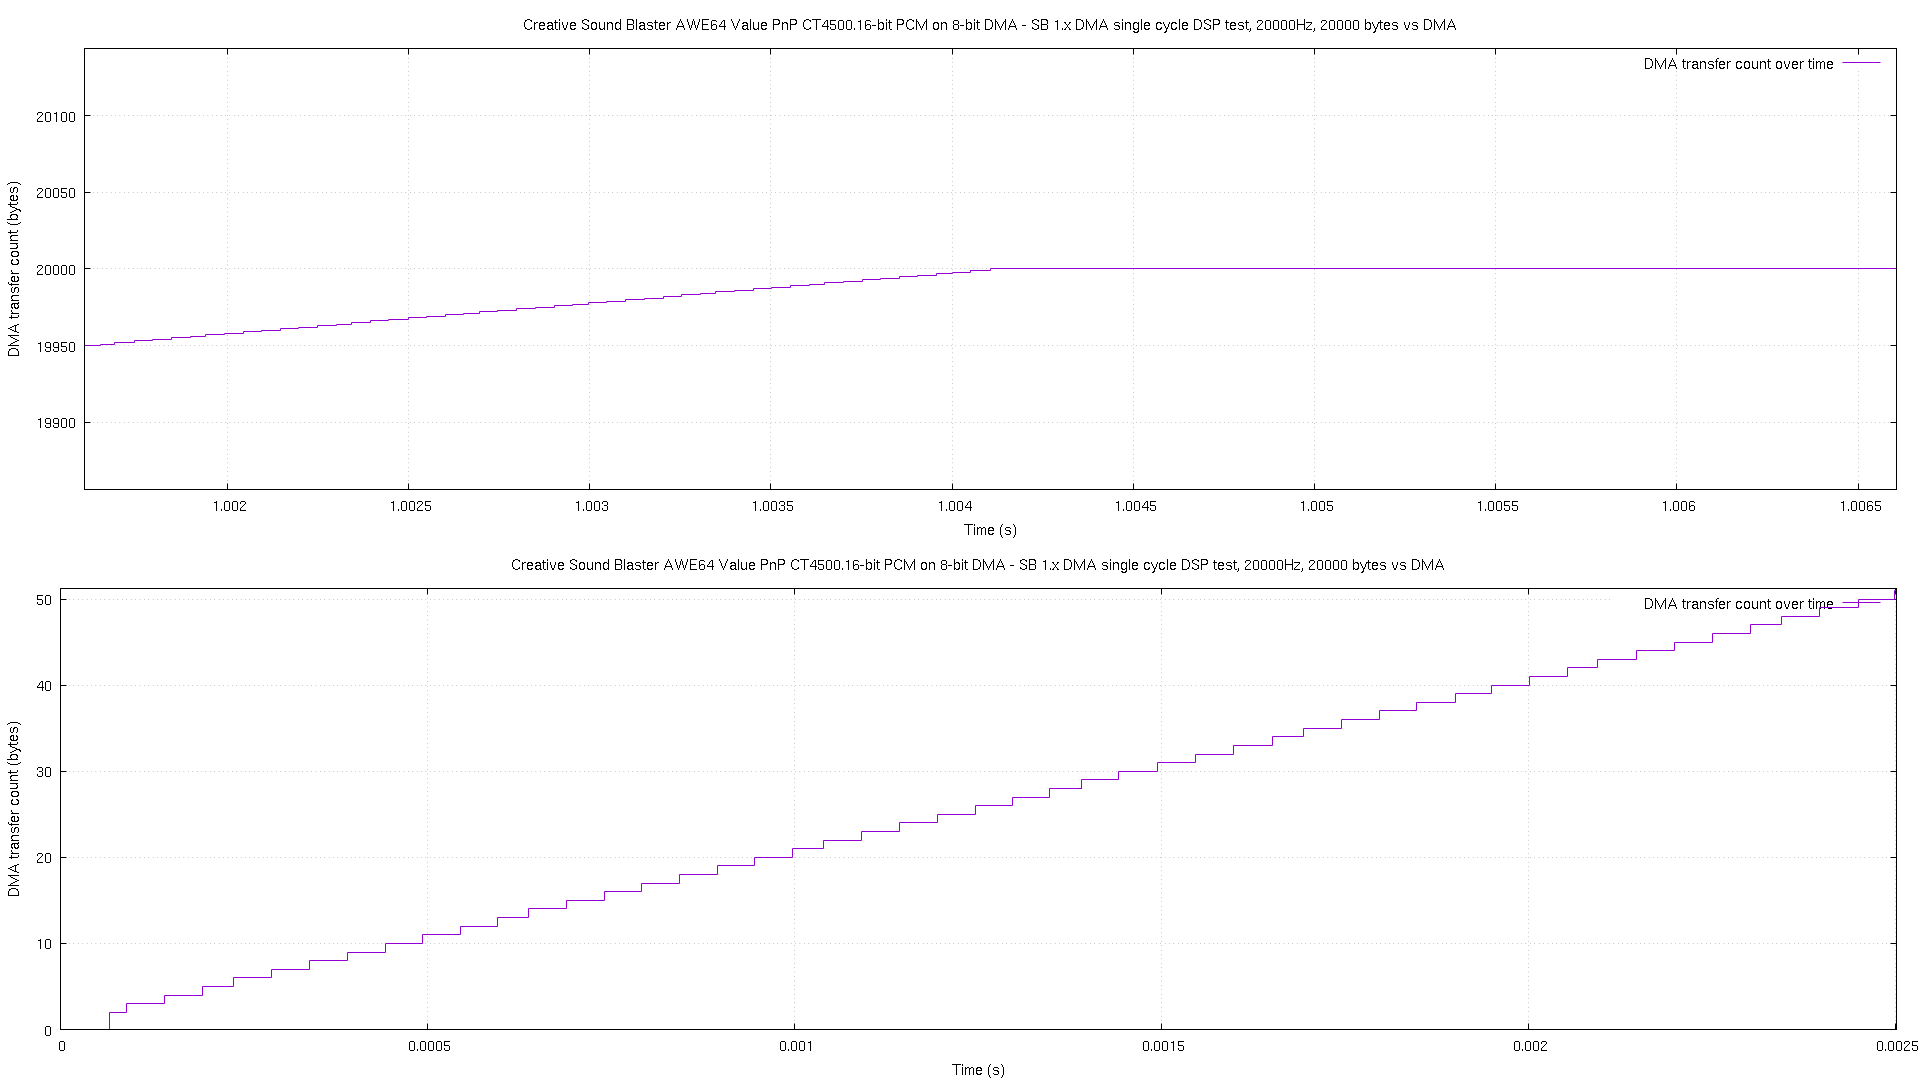 Creative Sound Blaster AWE64 Value PnP CT4500.16-bit PCM on 8-bit DMA - SB 1.x DMA single cycle DSP test, 20000Hz, 20000 bytes vs DMA
DMA transfer count over time
20100
20050
20000
19950
19900
DMA transfer count (bytes)
1.002 1.0025 1.003 1.0035 1.004 1.0045 1.005 1.0055 1.006 1.0065
Time (s)
Creative Sound Blaster AWE64 Value PnP CT4500.16-bit PCM on 8-bit DMA - SB 1.x DMA single cycle DSP test, 20000Hz, 20000 bytes vs DMA
DMA transfer count over time
50
40
30
20
10
0
DMA transfer count (bytes)
0 0.0005 0.001 0.0015 0.002 0.0025
Time (s)